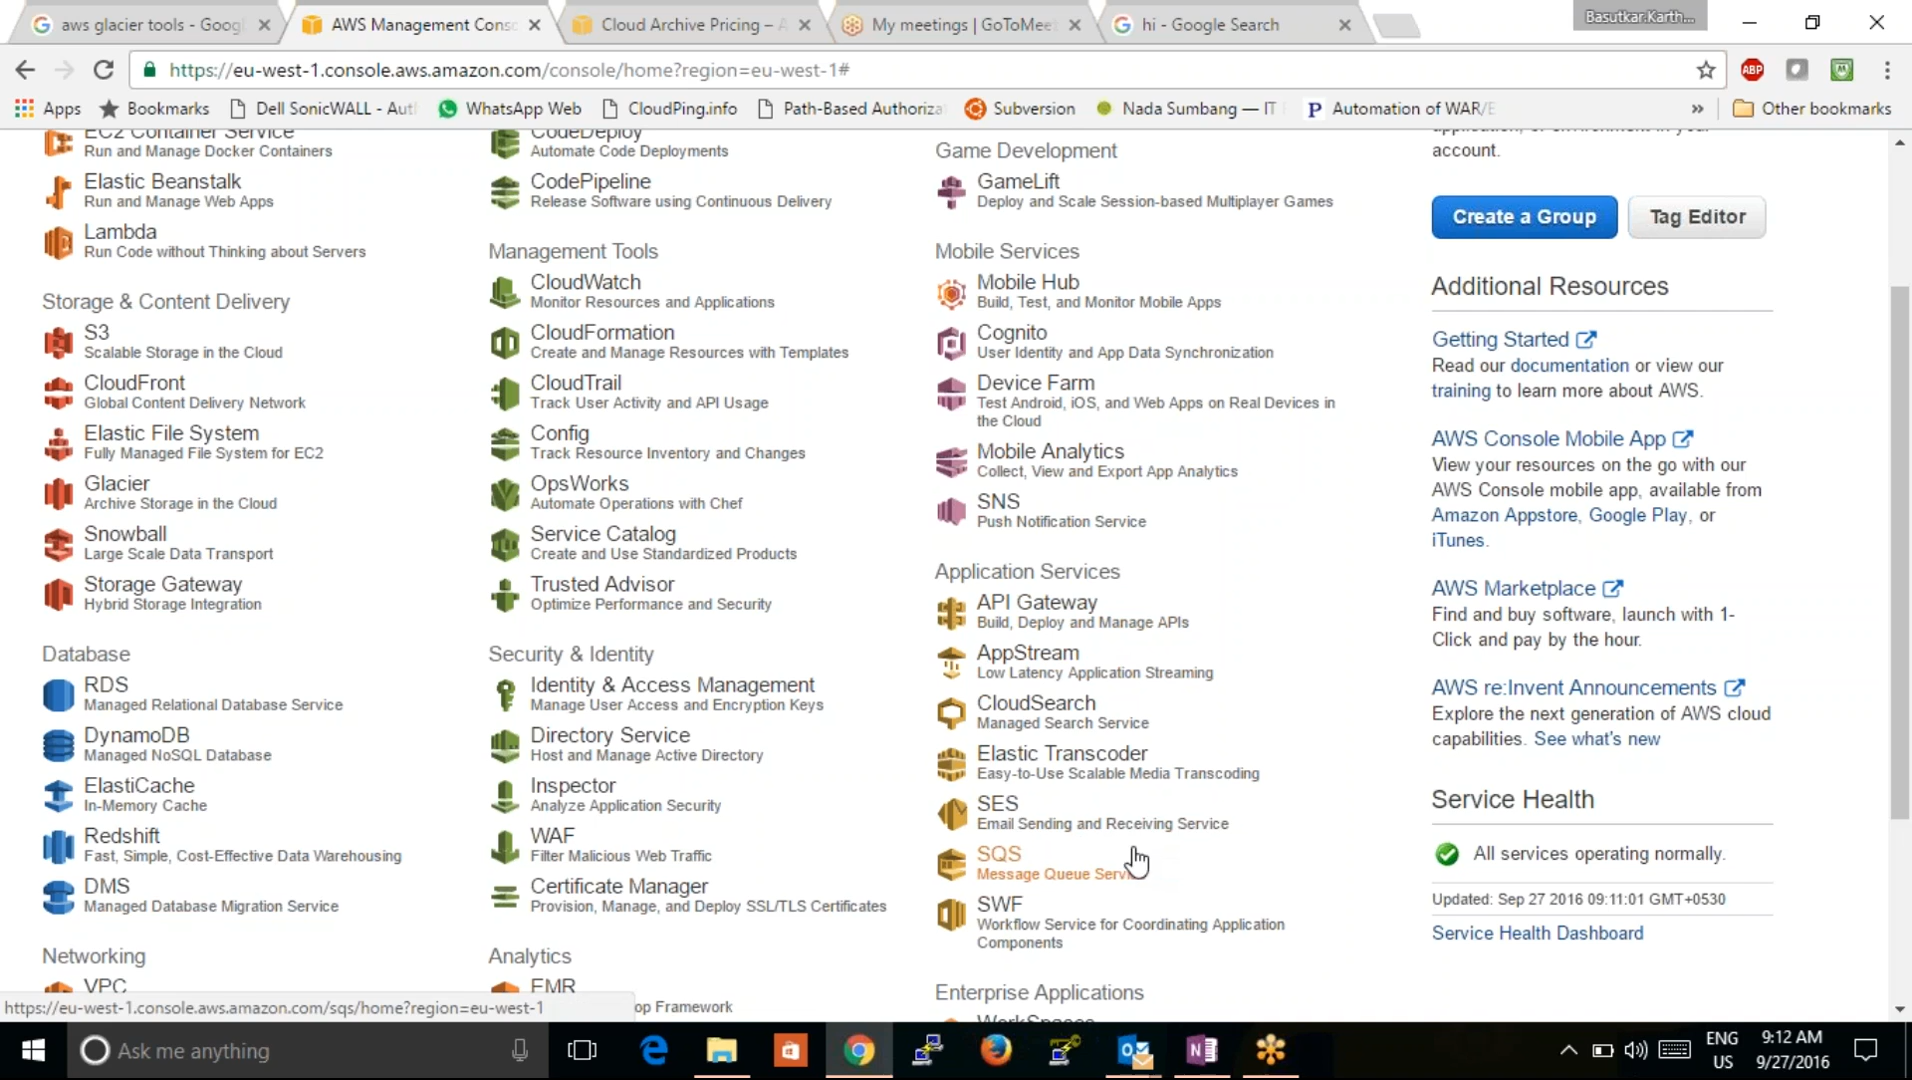 aws glacier tools - Goog
AWS Management Conso
Cloud Archive Pricing – A
My meetings | GoToMeet
hi - Google Search
Basutkar.Karth...
https://eu-west-1.console.aws.amazon.com/console/home?region=eu-west-1#
ABP
Apps
Bookmarks
Dell SonicWALL - Aut
WhatsApp Web
CloudPing.info
Path-Based Authoriza
Subversion
Nada Sumbang — IT
Automation of WAR/E
»
Other bookmarks
EC2 Container Service
Run and Manage Docker Containers
Elastic Beanstalk
Run and Manage Web Apps
Lambda
Run Code without Thinking about Servers
Storage & Content Delivery
S3
Scalable Storage in the Cloud
CloudFront
Global Content Delivery Network
Elastic File System
Fully Managed File System for EC2
Glacier
Archive Storage in the Cloud
Snowball
Large Scale Data Transport
Storage Gateway
Hybrid Storage Integration
Database
RDS
Managed Relational Database Service
DynamoDB
Managed NoSQL Database
ElastiCache
In-Memory Cache
Redshift
Fast, Simple, Cost-Effective Data Warehousing
DMS
Managed Database Migration Service
Networking
VPC
CodeDeploy
Automate Code Deployments
CodePipeline
Release Software using Continuous Delivery
Management Tools
CloudWatch
Monitor Resources and Applications
CloudFormation
Create and Manage Resources with Templates
CloudTrail
Track User Activity and API Usage
Config
Track Resource Inventory and Changes
OpsWorks
Automate Operations with Chef
Service Catalog
Create and Use Standardized Products
Trusted Advisor
Optimize Performance and Security
Security & Identity
Identity & Access Management
Manage User Access and Encryption Keys
Directory Service
Host and Manage Active Directory
Inspector
Analyze Application Security
WAF
Filter Malicious Web Traffic
Certificate Manager
Provision, Manage, and Deploy SSL/TLS Certificates
Analytics
EMR
op Framework
Game Development
GameLift
Deploy and Scale Session-based Multiplayer Games
Mobile Services
Mobile Hub
Build, Test, and Monitor Mobile Apps
Cognito
User Identity and App Data Synchronization
Device Farm
Test Android, iOS, and Web Apps on Real Devices in
the Cloud
Mobile Analytics
Collect, View and Export App Analytics
SNS
Push Notification Service
Application Services
API Gateway
Build, Deploy and Manage APIs
AppStream
Low Latency Application Streaming
CloudSearch
Managed Search Service
Elastic Transcoder
Easy-to-Use Scalable Media Transcoding
SES
Email Sending and Receiving Service
SQS
Message Queue Servi
SWF
Workflow Service for Coordinating Application
Components
Enterprise Applications
WorkSpaces
application, or environment in your
account.
Create a Group
Tag Editor
Additional Resources
Getting Started
Read our documentation or view our
training to learn more about AWS.
AWS Console Mobile App
View your resources on the go with our
AWS Console mobile app, available from
Amazon Appstore, Google Play, or
iTunes.
AWS Marketplace
Find and buy software, launch with 1-
Click and pay by the hour.
AWS re:Invent Announcements
Explore the next generation of AWS cloud
capabilities. See what's new
Service Health
All services operating normally.
Updated: Sep 27 2016 09:11:01 GMT+0530
Service Health Dashboard
https://eu-west-1.console.aws.amazon.com/sqs/home?region=eu-west-1
Ask me anything
ENG
US
9:12 AM
9/27/2016